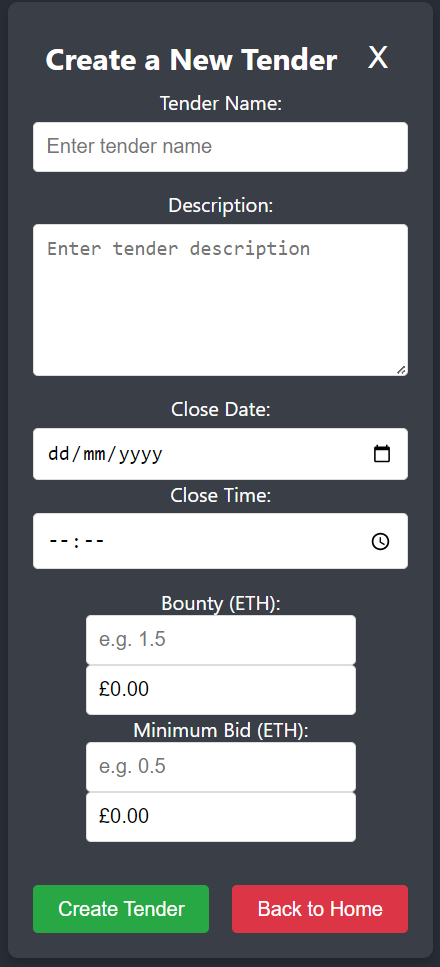 Create a New Tender X
Tender Name:
Enter tender name
Description:
Enter tender description
Close Date:
dd/mm/yyyy
Close Time:
--:--
Bounty (ETH):
e.g. 1.5
£0.00
Minimum Bid (ETH):
e.g. 0.5
£0.00
Create Tender Back to Home